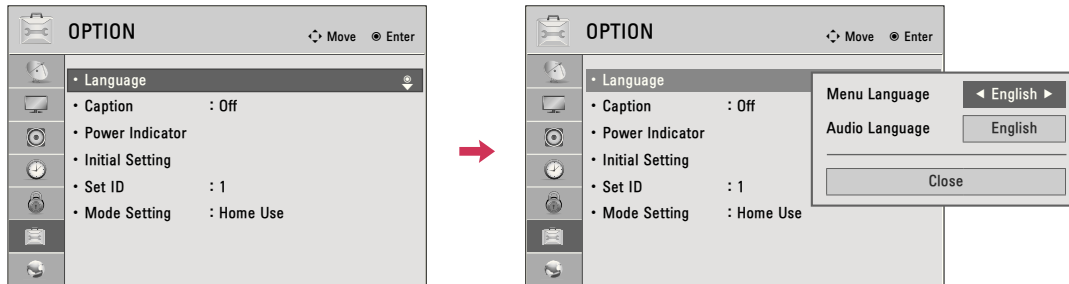 OPTION
Move
Enter
• Language
• Caption : Off
• Power Indicator
• Initial Setting
• Set ID : 1
• Mode Setting : Home Use
OPTION
Move
Enter
• Language
• Caption : Off
• Power Indicator
• Initial Setting
• Set ID : 1
• Mode Setting : Home Use
Menu Language ◄ English ►
Audio Language English
Close